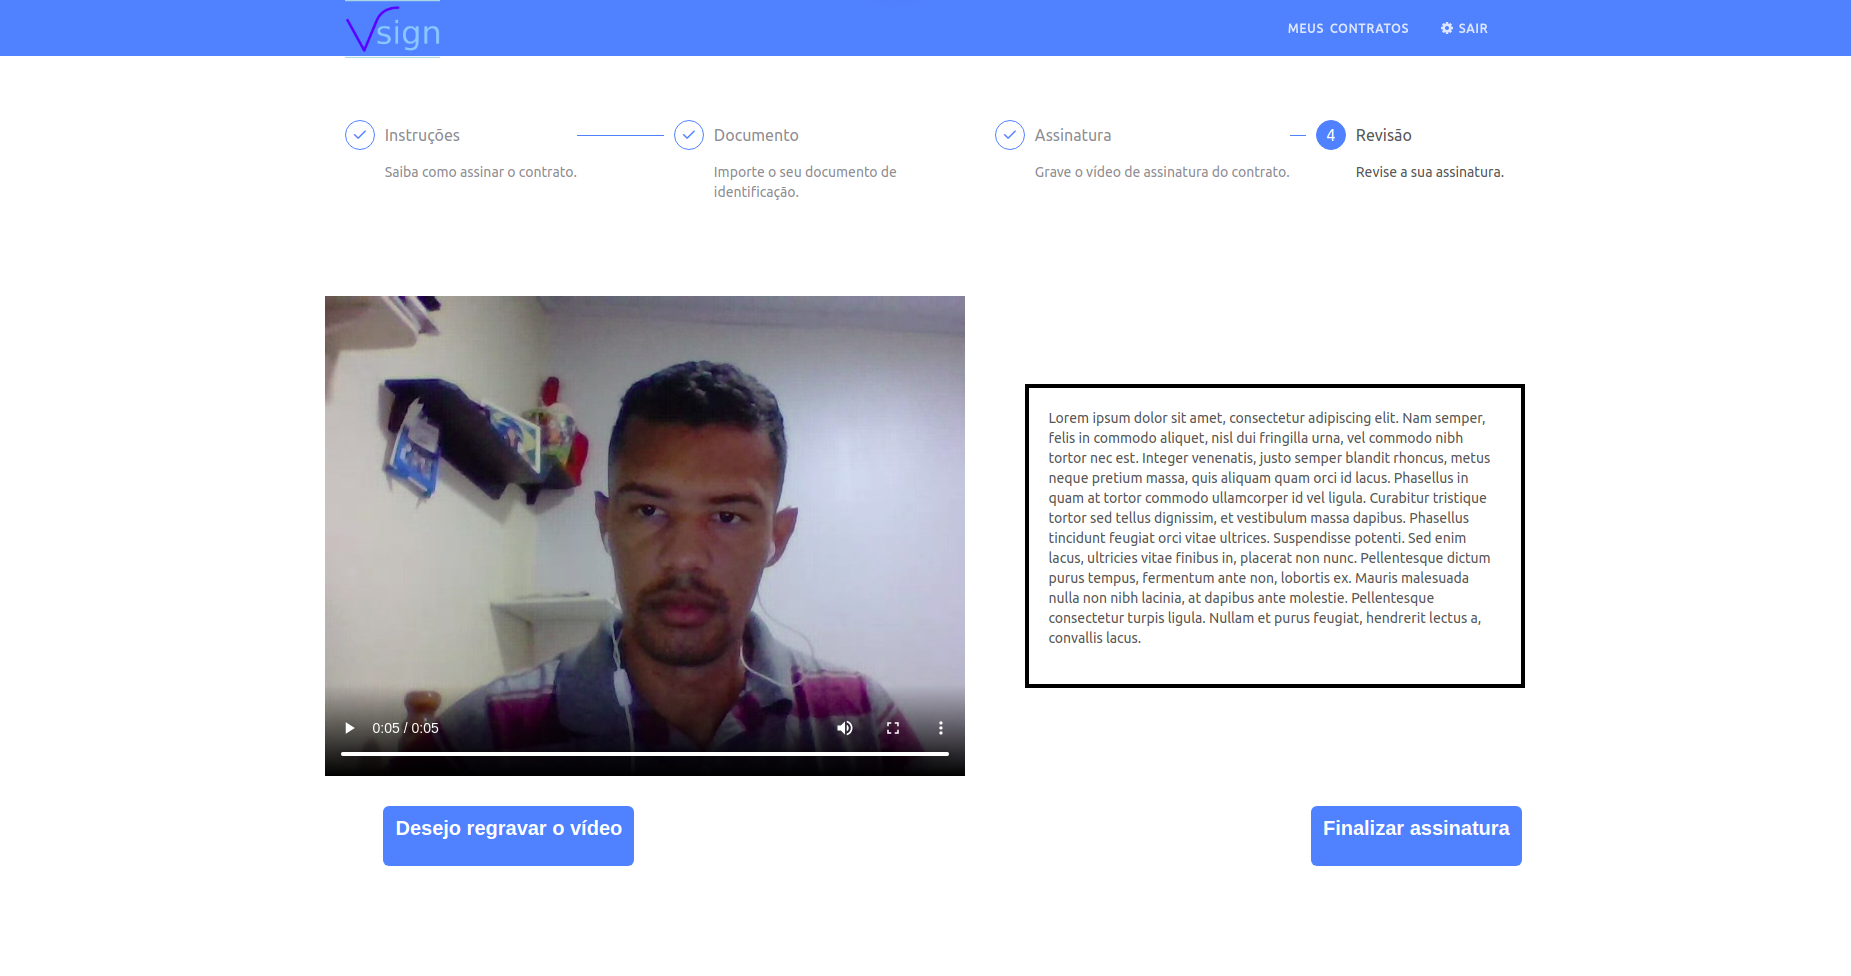 Vsign
MEUS CONTRATOS
SAIR
Instruções
Saiba como assinar o contrato.
Documento
Importe o seu documento de
identificação.
Assinatura
Grave o vídeo de assinatura do contrato.
4
Revisão
Revise a sua assinatura.
0:05 / 0:05
Lorem ipsum dolor sit amet, consectetur adipiscing elit. Nam semper,
felis in commodo aliquet, nisl dui fringilla urna, vel commodo nibh
tortor nec est. Integer venenatis, justo semper blandit rhoncus, metus
neque pretium massa, quis aliquam quam orci id lacus. Phasellus in
quam at tortor commodo ullamcorper id vel ligula. Curabitur tristique
tortor sed tellus dignissim, et vestibulum massa dapibus. Phasellus
tincidunt feugiat orci vitae ultrices. Suspendisse potenti. Sed enim
lacus, ultricies vitae finibus in, placerat non nunc. Pellentesque dictum
purus tempus, fermentum ante non, lobortis ex. Mauris malesuada
nulla non nibh lacinia, at dapibus ante molestie. Pellentesque
consectetur turpis ligula. Nullam et purus feugiat, hendrerit lectus a,
convallis lacus.
Desejo regravar o vídeo
Finalizar assinatura